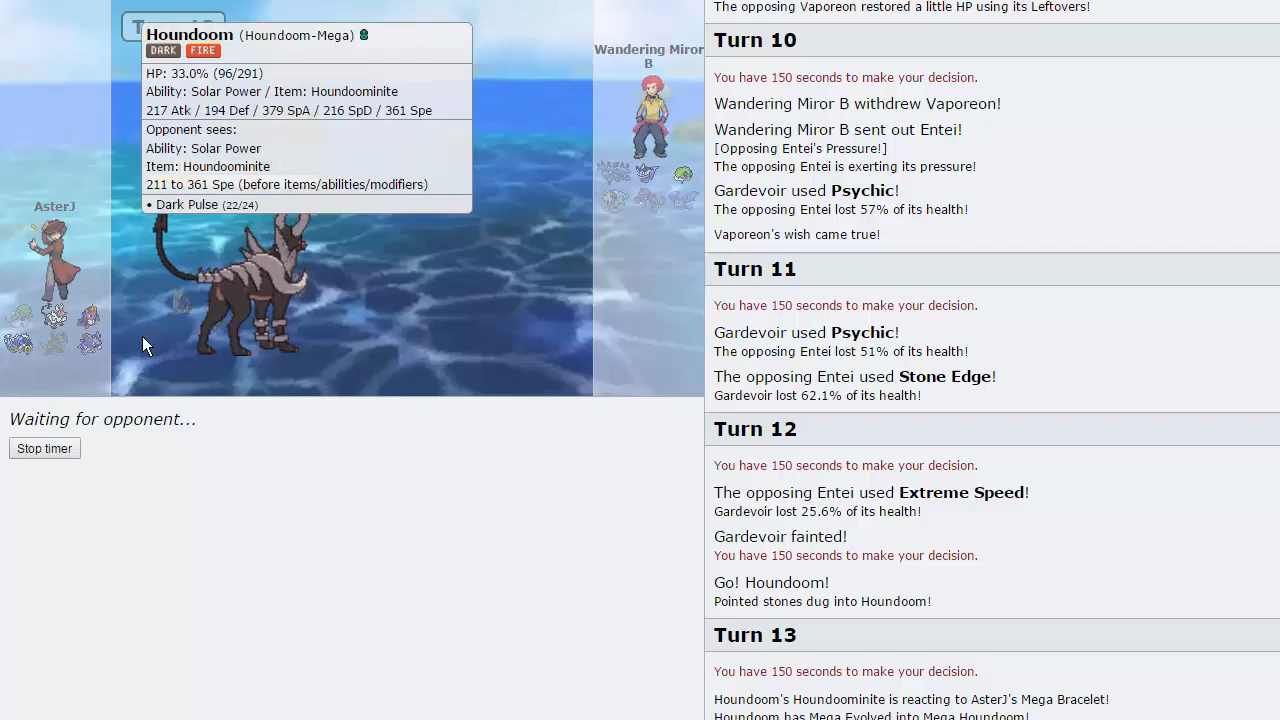 Houndoom (Houndoom-Mega)
DARK FIRE
HP: 33.0% (96/291)
Ability: Solar Power / Item: Houndoominite
217 Atk / 194 Def / 379 SpA / 216 SpD / 361 Spe
Opponent sees:
Ability: Solar Power
Item: Houndoominite
211 to 361 Spe (before items/abilities/modifiers)
• Dark Pulse (22/24)
Wandering Miror
B
AsterJ
Waiting for opponent...
Stop timer
The opposing Vaporeon restored a little HP using its Leftovers!
Turn 10
You have 150 seconds to make your decision.
Wandering Miror B withdrew Vaporeon!
Wandering Miror B sent out Entei!
[Opposing Entei's Pressure!]
The opposing Entei is exerting its pressure!
Gardevoir used Psychic!
The opposing Entei lost 57% of its health!
Vaporeon's wish came true!
Turn 11
You have 150 seconds to make your decision.
Gardevoir used Psychic!
The opposing Entei lost 51% of its health!
The opposing Entei used Stone Edge!
Gardevoir lost 62.1% of its health!
Turn 12
You have 150 seconds to make your decision.
The opposing Entei used Extreme Speed!
Gardevoir lost 25.6% of its health!
Gardevoir fainted!
You have 150 seconds to make your decision.
Go! Houndoom!
Pointed stones dug into Houndoom!
Turn 13
You have 150 seconds to make your decision.
Houndoom's Houndoominite is reacting to AsterJ's Mega Bracelet!
Houndoom has Mega Evolved into Mega Houndoom!